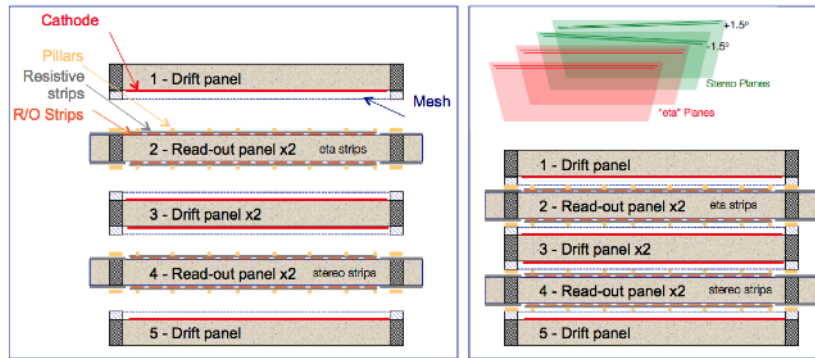 Cathode
Pillars
Resistive
strips
R/O Strips
Mesh
1 - Drift panel
2 - Read-out panel x2 eta strips
3 - Drift panel x2
4 - Read-out panel x2 stereo strips
5 - Drift panel
+1.5º
-1.5º
Stereo Planes
"eta" Planes
1 - Drift panel
2 - Read-out panel x2 eta strips
3 - Drift panel x2
4 - Read-out panel x2 stereo strips
5 - Drift panel